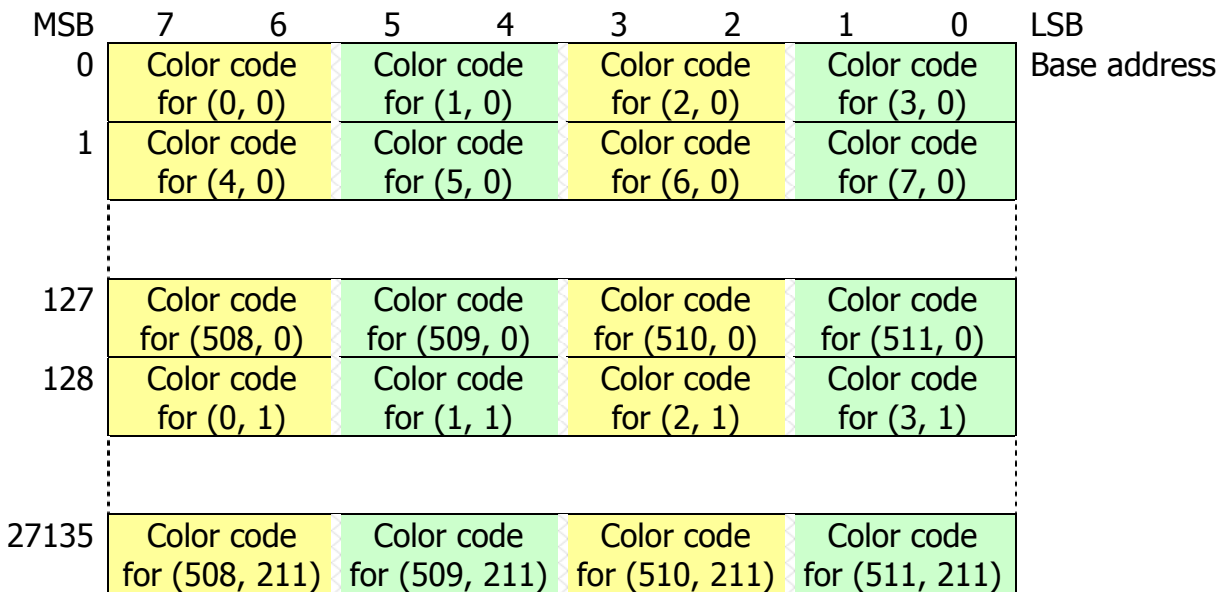 MSB 7 6 5 4 3 2 1 0 LSB
0 Color code Color code Color code Color code Base address
for (0, 0) for (1, 0) for (2, 0) for (3, 0)
1 Color code Color code Color code Color code
for (4, 0) for (5, 0) for (6, 0) for (7, 0)
127 Color code Color code Color code Color code
for (508, 0) for (509, 0) for (510, 0) for (511, 0)
128 Color code Color code Color code Color code
for (0, 1) for (1, 1) for (2, 1) for (3, 1)
27135 Color code Color code Color code Color code
for (508, 211) for (509, 211) for (510, 211) for (511, 211)